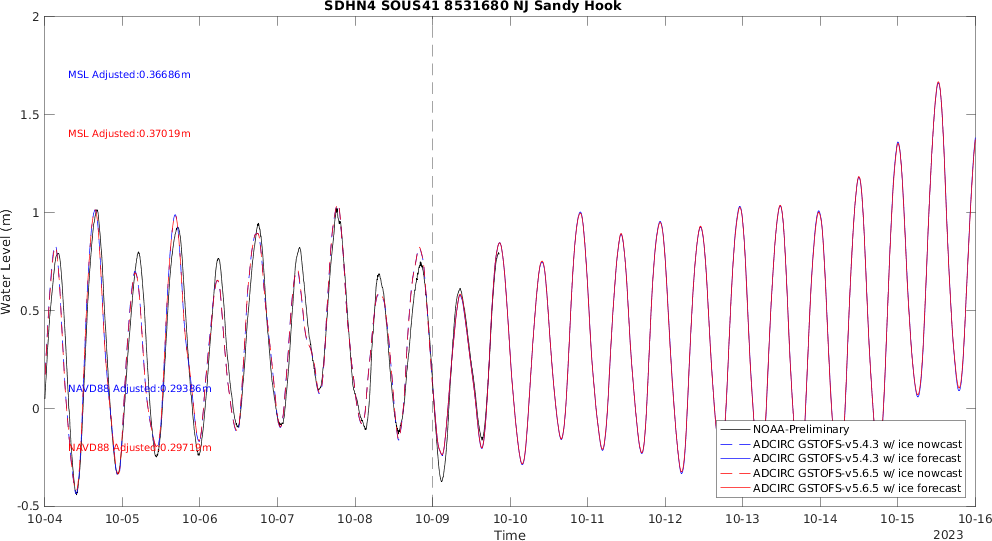 SDHN4 SOUS41 8531680 NJ Sandy Hook
2
1.5
1
0.5
0
-0.5
Water Level (m)
MSL Adjusted:0.36686m
MSL Adjusted:0.37019m
NAVD88 Adjusted:0.29386m
NOAA-Preliminary
ADCIRC GSTOFS-v5.4.3 w/ ice nowcast
ADCIRC GSTOFS-v5.4.3 w/ ice forecast
ADCIRC GSTOFS-v5.6.5 w/ ice nowcast
ADCIRC GSTOFS-v5.6.5 w/ ice forecast
NAVD88 Adjusted:0.29719m
10-04 10-05 10-06 10-07 10-08 10-09 10-10 10-11 10-12 10-13 10-14 10-15 10-16
Time
2023